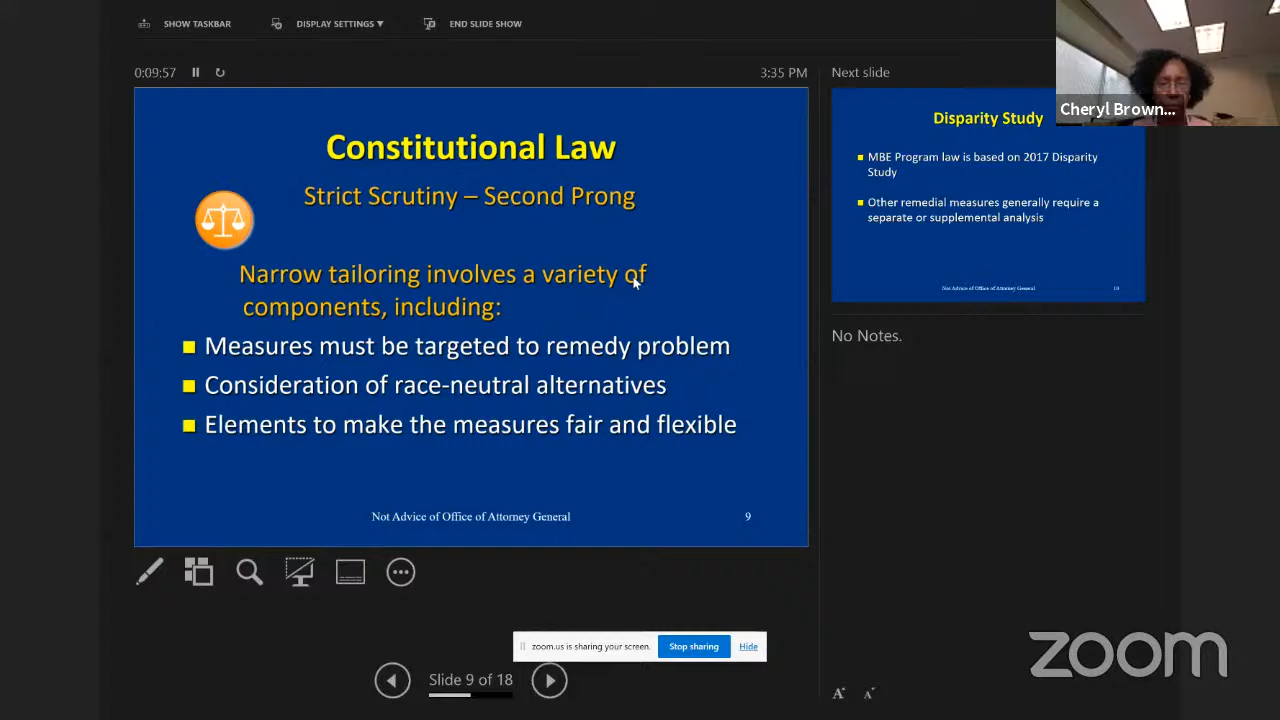 SHOW TASKBAR
DISPLAY SETTINGS ▼
END SLIDE SHOW
0:09:57
3:35 PM
Next slide
Cheryl Brown...
Constitutional Law
Strict Scrutiny – Second Prong
Narrow tailoring involves a variety of
components, including:
Measures must be targeted to remedy problem
Consideration of race-neutral alternatives
Elements to make the measures fair and flexible
Not Advice of Office of Attorney General
9
Disparity Study
MBE Program law is based on 2017 Disparity
Study
Other remedial measures generally require a
separate or supplemental analysis
Not Advice of Office of Attorney General
10
No Notes.
zoom.us is sharing your screen.
Stop sharing
Hide
Slide 9 of 18
A A
zoom